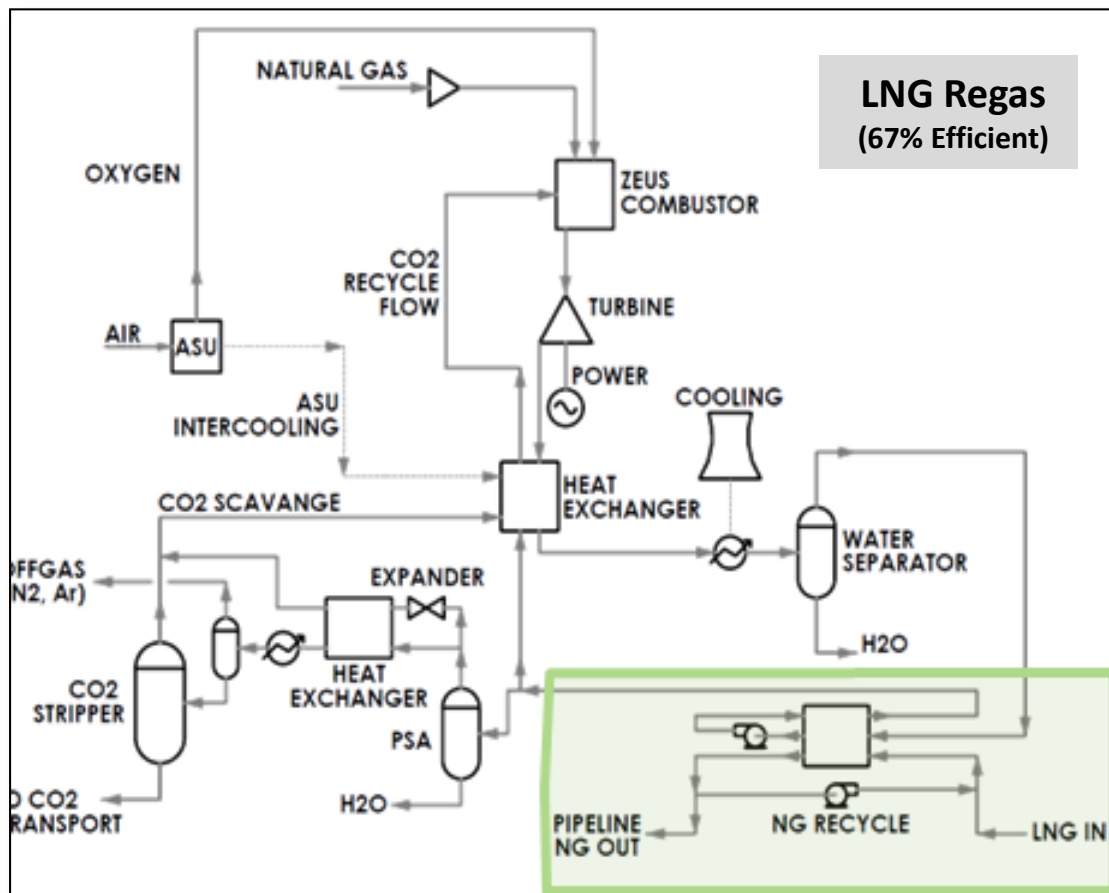 LNG Regas
(67% Efficient)
NATURAL GAS
OXYGEN
ZEUS
COMBUSTOR
CO2
RECYCLE
FLOW
TURBINE
AIR
ASU
POWER
COOLING
ASU
INTERCOOLING
HEAT
EXCHANGER
CO2 SCAVANGE
WATER
SEPARATOR
OFFGAS
N2, Ar)
EXPANDER
H2O
HEAT
EXCHANGER
CO2
STRIPPER
PSA
H2O
O CO2
TRANSPORT
PIPELINE
NG OUT
NG RECYCLE
LNG IN